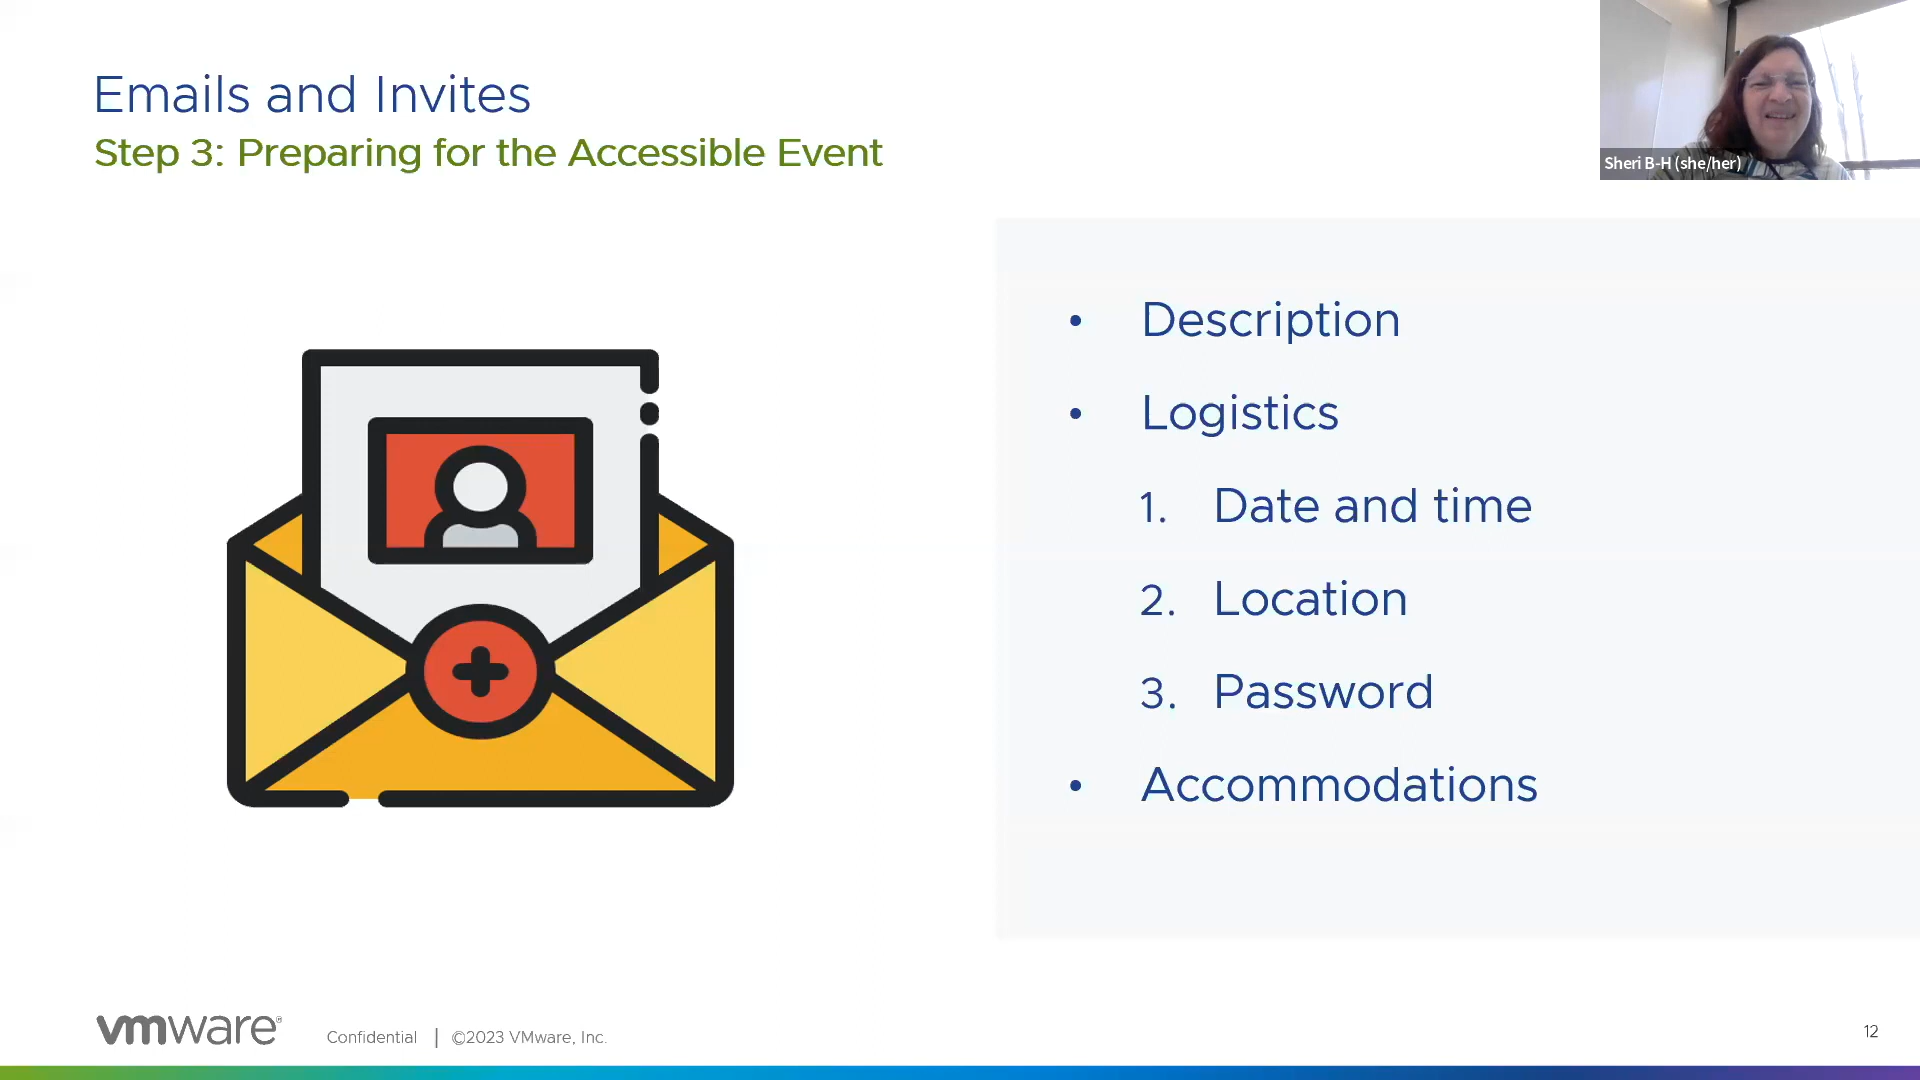 Emails and Invites
Step 3: Preparing for the Accessible Event
Sheri B-H (she/her)
• Description
• Logistics
1. Date and time
2. Location
3. Password
• Accommodations
vmware®
Confidential | ©2023 VMware, Inc.
12